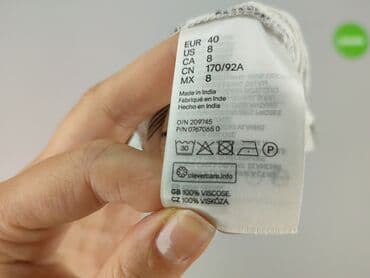 EUR 40
US 8
CA 8
CN 170/92A
MX 8
Made in India
Fabriqué en Inde
Hecho en India
O/N 209745
P/N 0767065 0
30
P
clevercare.info
GB 100% VISCOSE.
CZ 100% VISKÓZA.